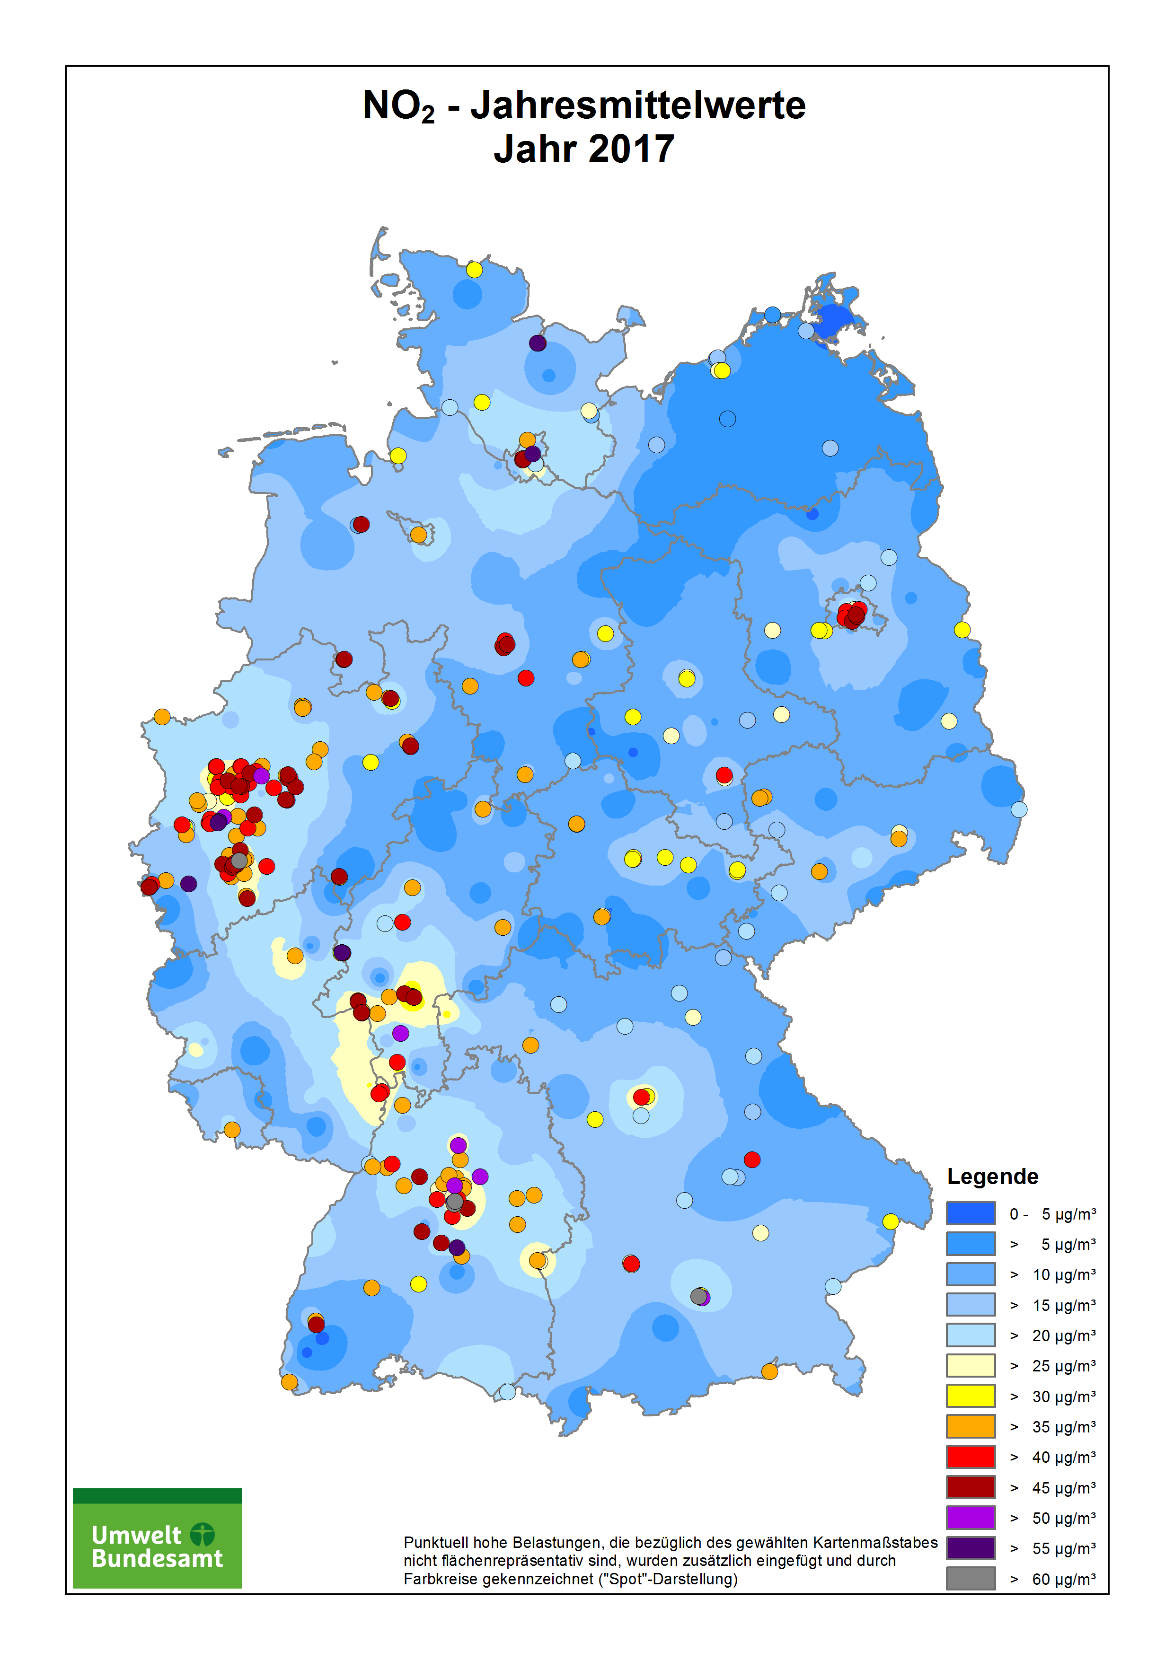 NO₂ - Jahresmittelwerte
Jahr 2017
Legende
0 - 5 µg/m³
> 5 µg/m³
> 10 µg/m³
> 15 µg/m³
> 20 µg/m³
> 25 µg/m³
> 30 µg/m³
> 35 µg/m³
> 40 µg/m³
> 45 µg/m³
> 50 µg/m³
> 55 µg/m³
> 60 µg/m³
Umwelt
Bundesamt
Punktuell hohe Belastungen, die bezüglich des gewählten Kartenmaßstabes
nicht flächenrepräsentativ sind, wurden zusätzlich eingefügt und durch
Farbkreise gekennzeichnet ("Spot"-Darstellung)